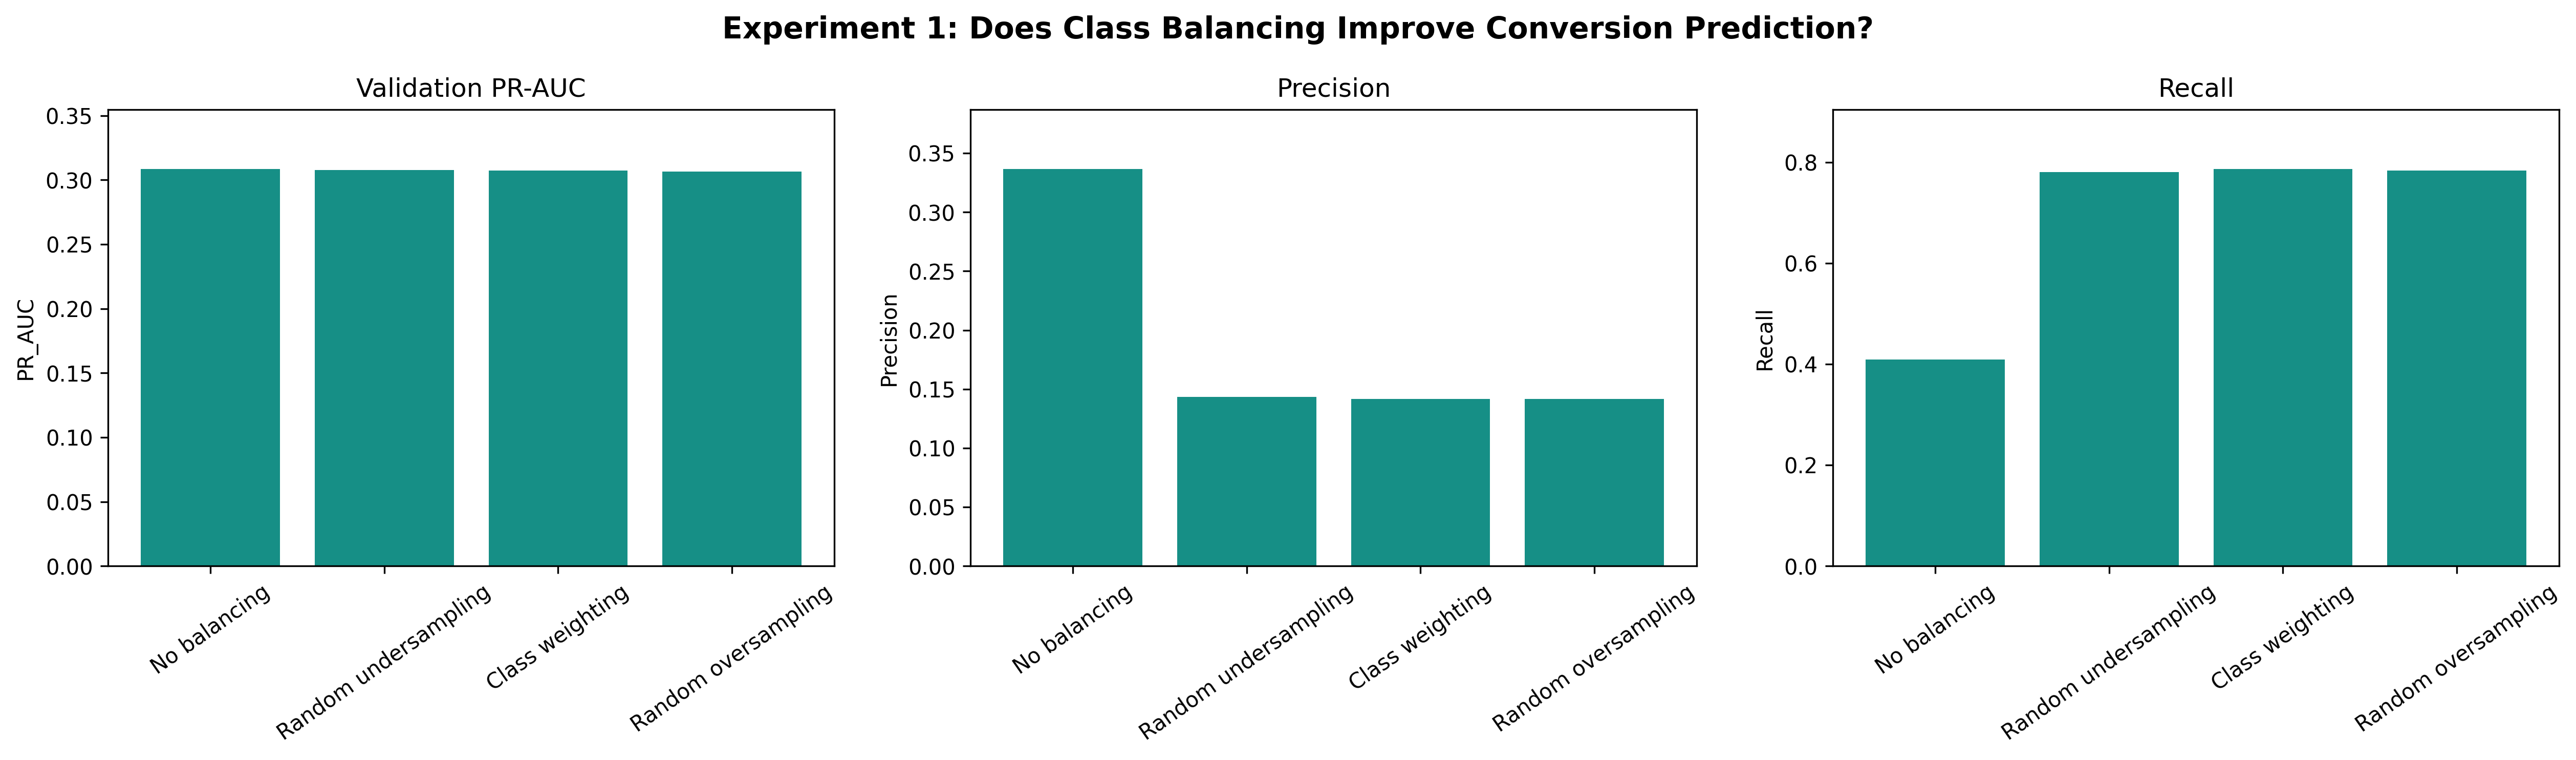 Experiment 1: Does Class Balancing Improve Conversion Prediction?
Validation PR-AUC
PR_AUC
0.35
0.30
0.25
0.20
0.15
0.10
0.05
0.00
No balancing
Random undersampling
Class weighting
Random oversampling
Precision
Precision
0.35
0.30
0.25
0.20
0.15
0.10
0.05
0.00
No balancing
Random undersampling
Class weighting
Random oversampling
Recall
Recall
0.8
0.6
0.4
0.2
0.0
No balancing
Random undersampling
Class weighting
Random oversampling